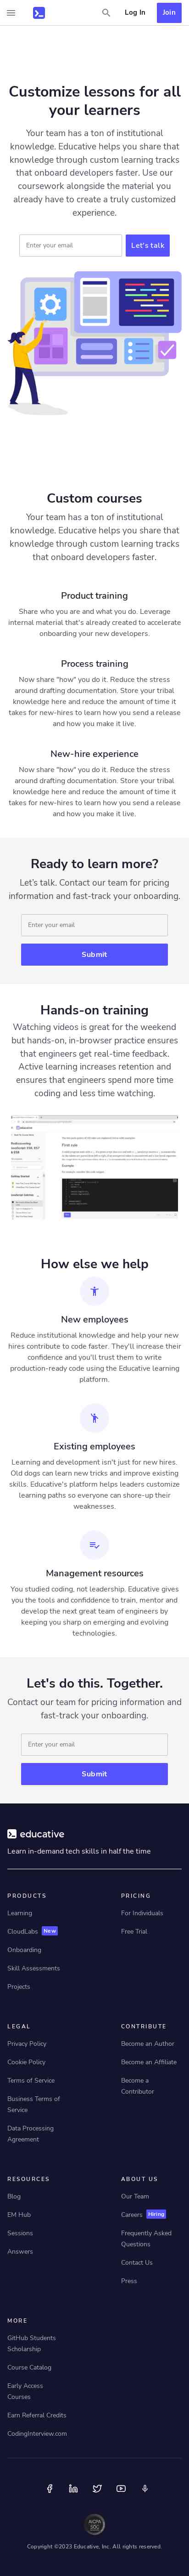 Log In
Join
Customize lessons for all
your learners
Your team has a ton of institutional
knowledge. Educative helps you share that
knowledge through custom learning tracks
that onboard developers faster. Use our
coursework alongside the material you
already have to create a truly customized
experience.
Enter your email
Let's talk
Custom courses
Your team has a ton of institutional
knowledge. Educative helps you share that
knowledge through custom learning tracks
that onboard developers faster.
Product training
Share who you are and what you do. Leverage
internal material that's already created to accelerate
onboarding your new developers.
Process training
Now share "how" you do it. Reduce the stress
around drafting documentation. Store your tribal
knowledge here and reduce the amount of time it
takes for new-hires to learn how you send a release
and how you make it live.
New-hire experience
Now share "how" you do it. Reduce the stress
around drafting documentation. Store your tribal
knowledge here and reduce the amount of time it
takes for new-hires to learn how you send a release
and how you make it live.
Ready to learn more?
Let's talk. Contact our team for pricing
information and fast-track your onboarding.
Enter your email
Submit
Hands-on training
Watching videos is great for the weekend
but hands-on, in-browser practice ensures
that engineers get real-time feedback.
Active learning increases retention and
ensures that engineers spend more time
coding and less time watching.
educative
How else we help
New employees
Reduce institutional knowledge and help your new
hires contribute to code faster. They'll increase their
confidence and you'll trust them to write
production-ready code using the Educative learning
platform.
Existing employees
Learning and development isn't just for new hires.
Old dogs can learn new tricks and improve existing
skills. Educative's platform helps leaders customize
learning paths so everyone can shore-up their
weaknesses.
Management resources
You studied coding, not leadership. Educative gives
you the tools and confidence to train, mentor and
develop the next great team of engineers by
keeping you sharp on emerging and evolving
technologies.
Let's do this. Together.
Contact our team for pricing information and
fast-track your onboarding.
Enter your email
Submit
educative
Learn in-demand tech skills in half the time
PRODUCTS
Learning
CloudLabs New
Onboarding
Skill Assessments
Projects
PRICING
For Individuals
Free Trial
LEGAL
Privacy Policy
Cookie Policy
Terms of Service
Business Terms of
Service
Data Processing
Agreement
CONTRIBUTE
Become an Author
Become an Affiliate
Become a
Contributor
RESOURCES
Blog
EM Hub
Sessions
Answers
ABOUT US
Our Team
Careers Hiring
Frequently Asked
Questions
Contact Us
Press
MORE
GitHub Students
Scholarship
Course Catalog
Early Access
Courses
Earn Referral Credits
CodingInterview.com
AICPA
SOC
Copyright ©2023 Educative, Inc. All rights reserved